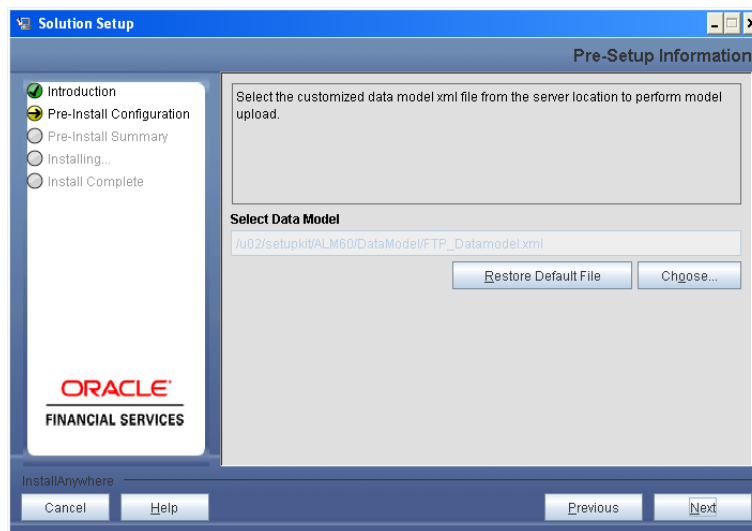 Solution Setup
Pre-Setup Information
Introduction
Pre-Install Configuration
Pre-Install Summary
Installing...
Install Complete
ORACLE
FINANCIAL SERVICES
Select the customized data model xml file from the server location to perform model
upload.
Select Data Model
/u02/setupkit/ALM60/DataModel/FTP_Datamodel.xml
Restore Default File
Choose...
InstallAnywhere
Cancel
Help
Previous
Next